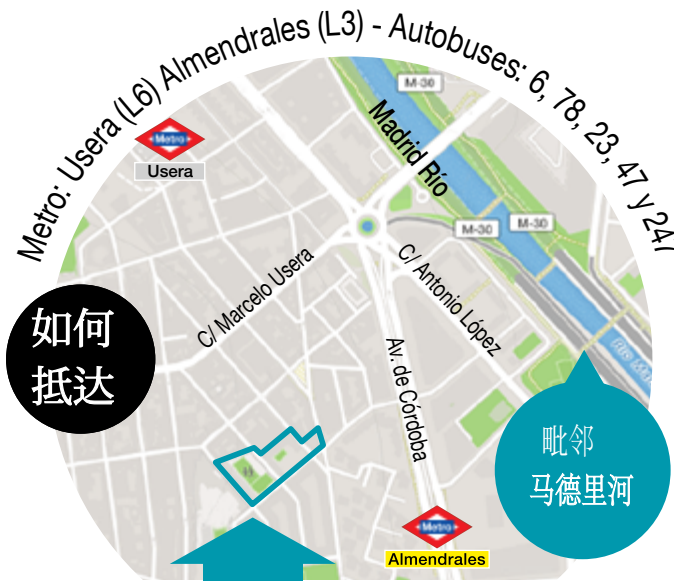 Metro: Usera (L6) Almendrales (L3) - Autobuses: 6, 78, 23, 47 y 247
M-30
Madrid Río
Metro
Usera
M-30
M-30
C/ Marcelo Usera
C/ Antonio López
如何
抵达
Av. de Córdoba
毗邻
马德里河
Metro
Almendrales